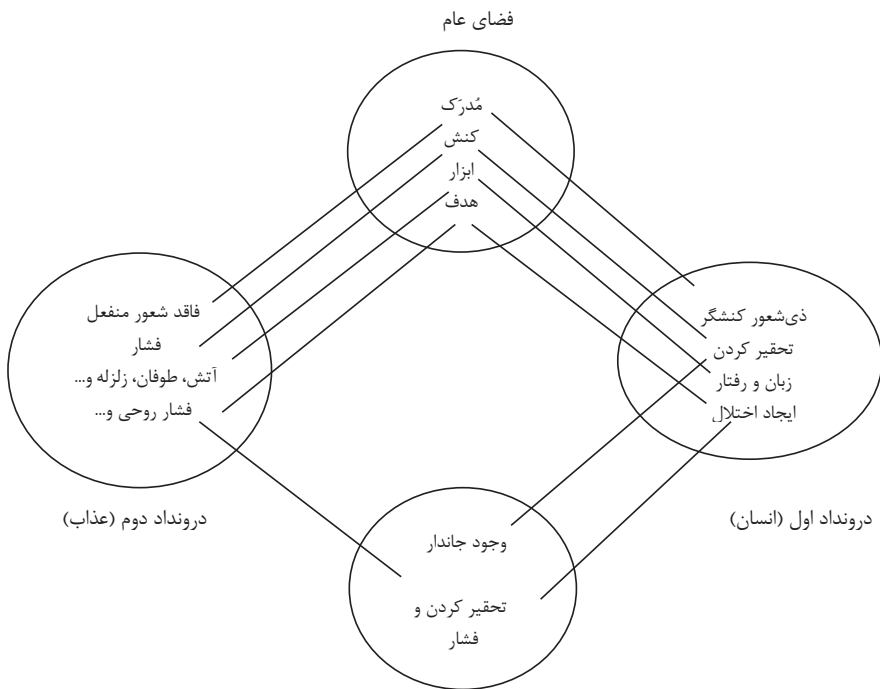 فضای عام
مُدرَک
کنش
ابزار
هدف
ذی‌شعور کنشگر
تحقیر کردن
زبان و رفتار
ایجاد اختلال
درونداد اول (انسان)
فاقد شعور منفعل
فشار
آتش، طوفان، زلزله و...
فشار روحی و...
درونداد دوم (عذاب)
وجود جاندار
تحقیر کردن و
فشار